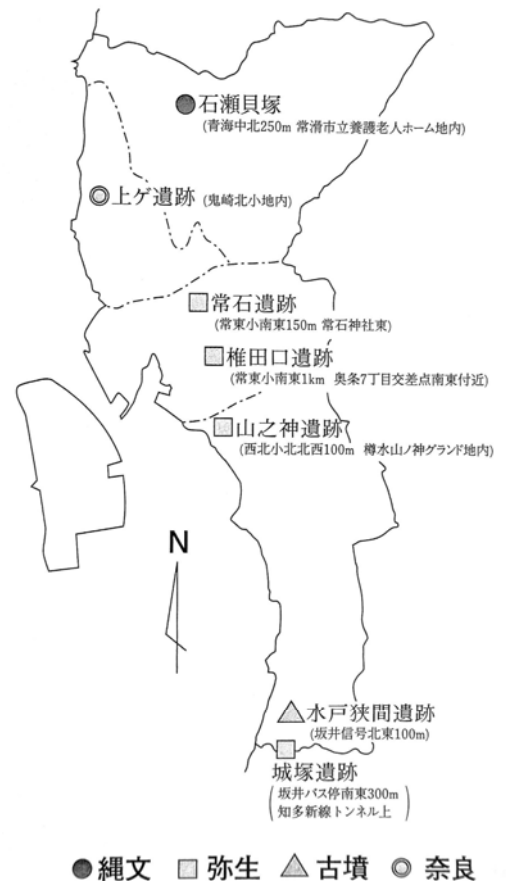 石瀬貝塚
(青海中北250m 常滑市立養護老人ホーム地内)
上ゲ遺跡 (鬼崎北小地内)
常石遺跡
(常東小南東150m 常石神社東)
椎田口遺跡
(常東小南東1km 奥条7丁目交差点南東付近)
山之神遺跡
(西北小北北西100m 樽水山ノ神グランド地内)
N
水戸狭間遺跡
(坂井信号北東100m)
城塚遺跡
(坂井バス停南東300m
知多新線トンネル上)
縄文 弥生 古墳 奈良